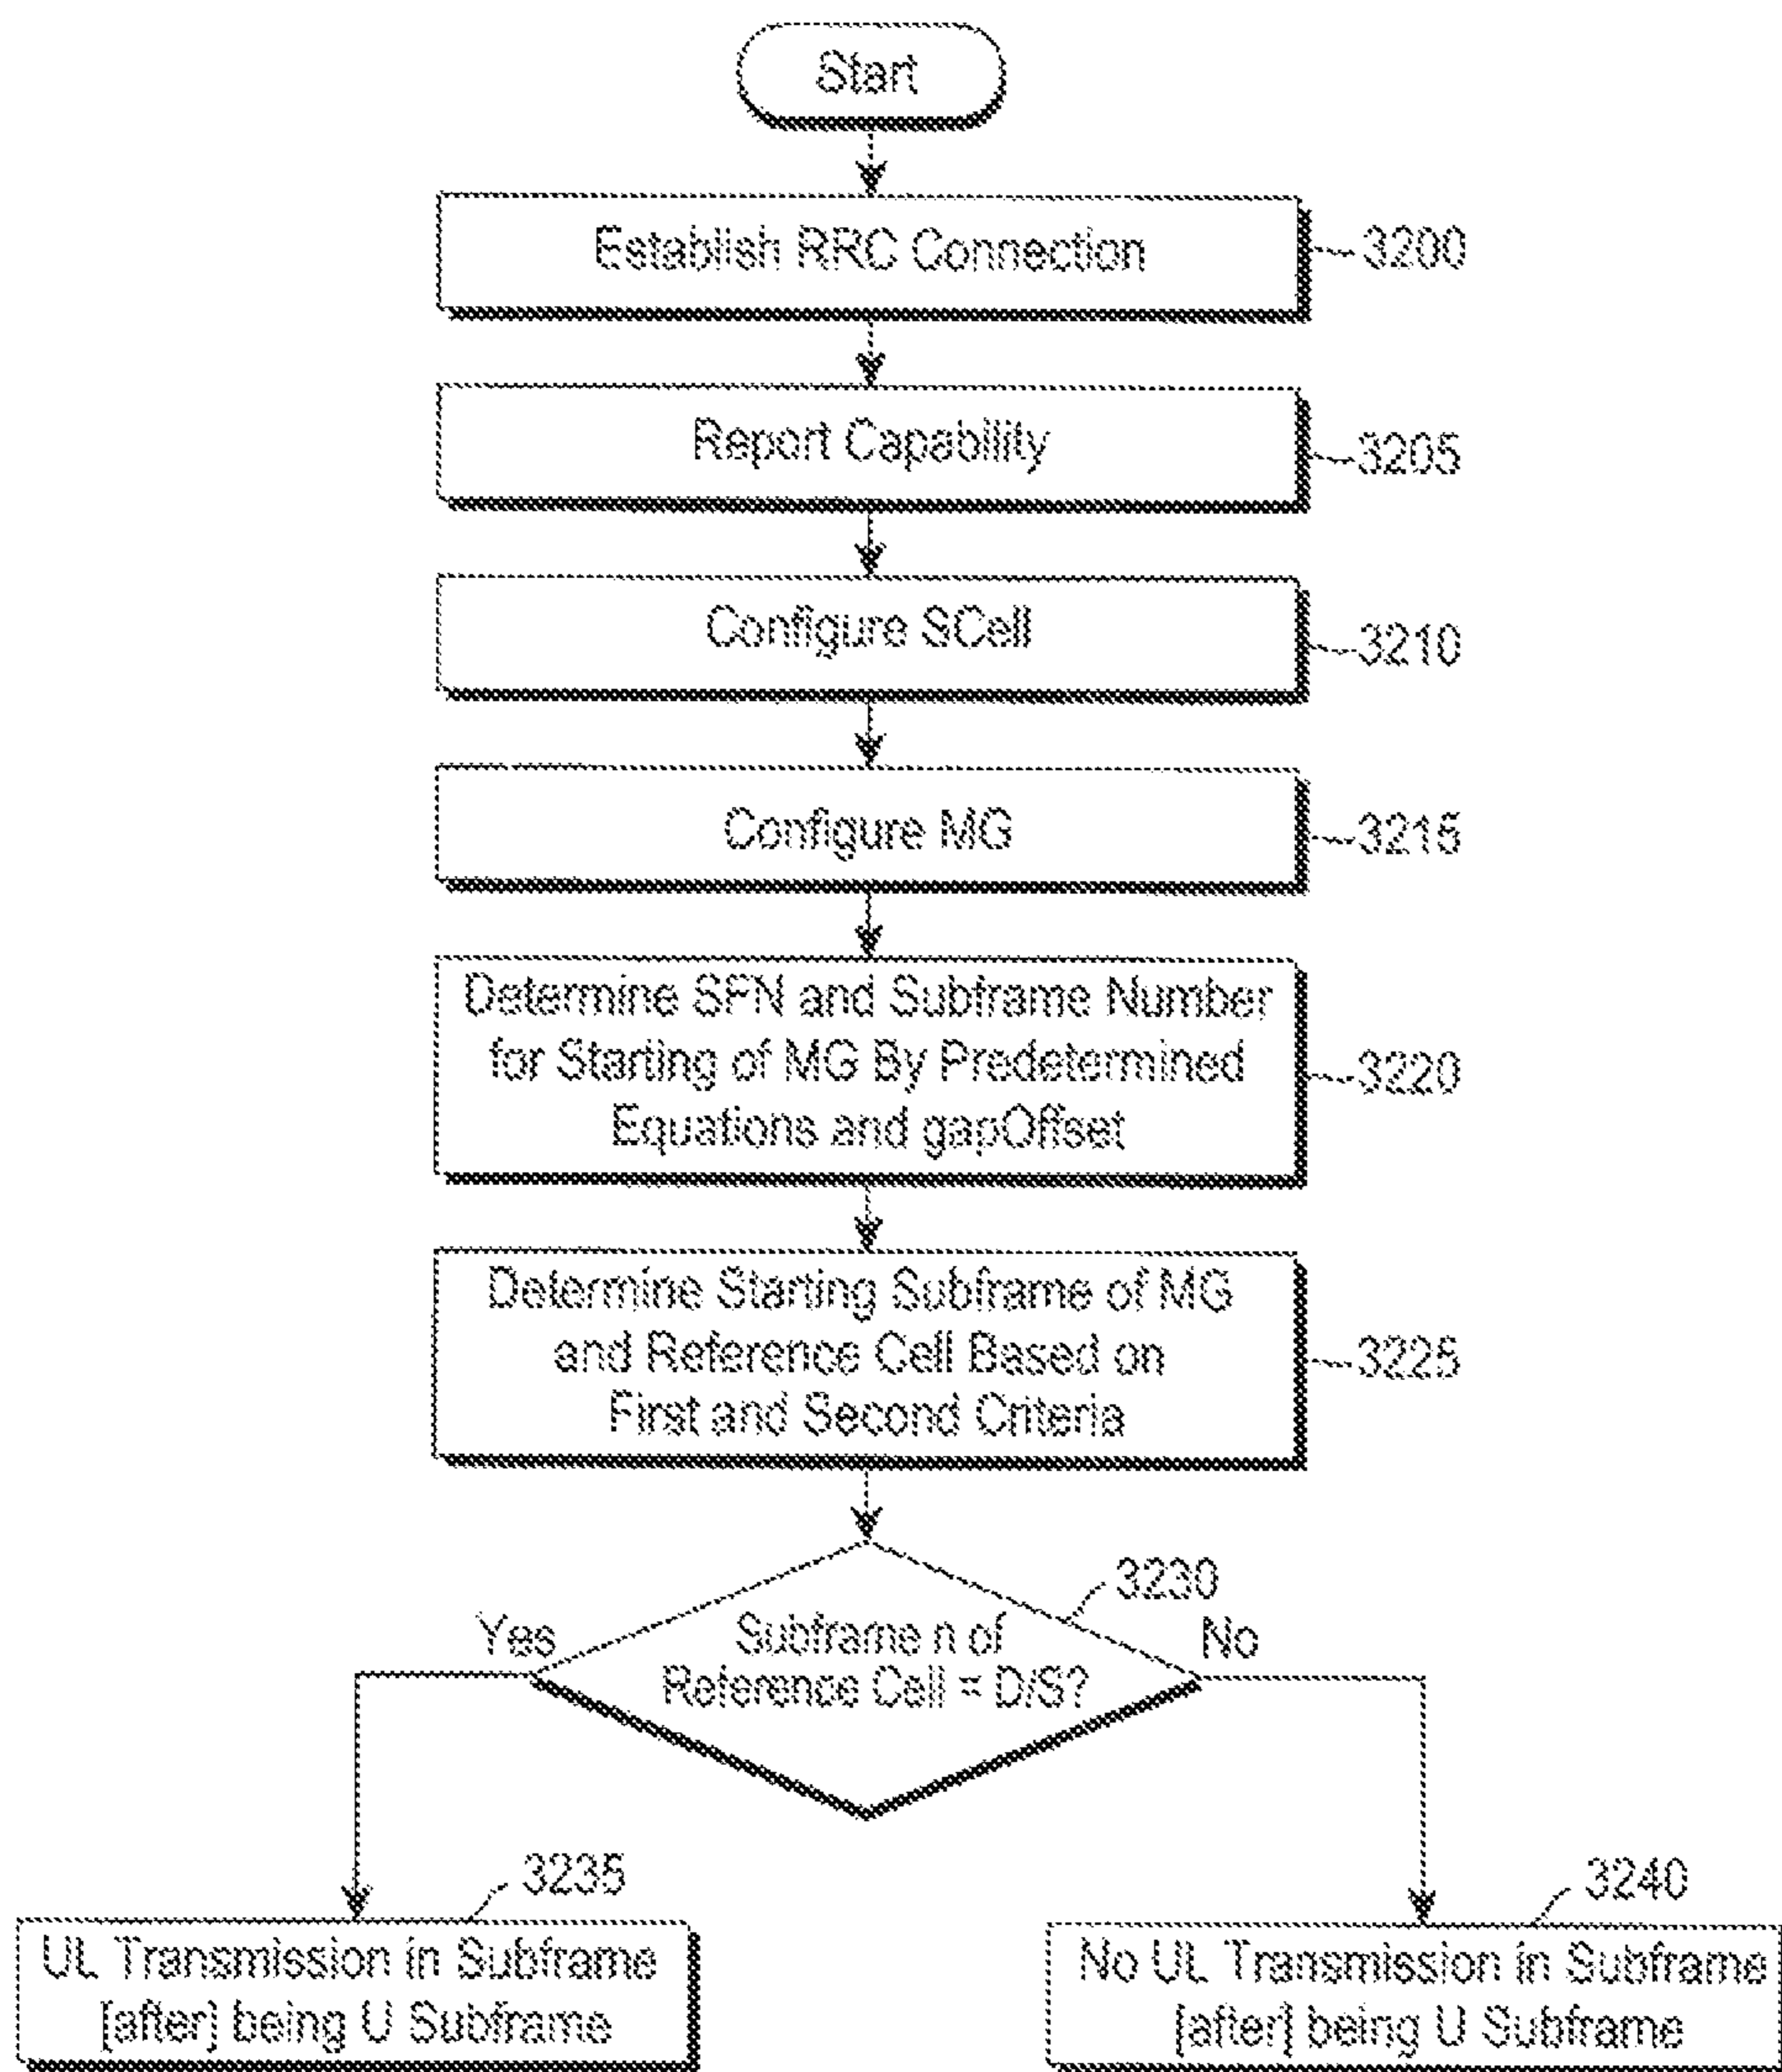 Start
Establish RRC Connection
3200
Report Capability
3205
Configure SCell
3210
Configure MG
3215
Determine SFN and Subframe Number
for Starting of MG By Predetermined
Equations and gapOffset
3220
Determine Starting Subframe of MG
and Reference Cell Based on
First and Second Criteria
3225
3230
Yes
Subframe n of
Reference Cell = D/S?
No
3235
UL Transmission in Subframe
[after] being U Subframe
3240
No UL Transmission in Subframe
[after] being U Subframe